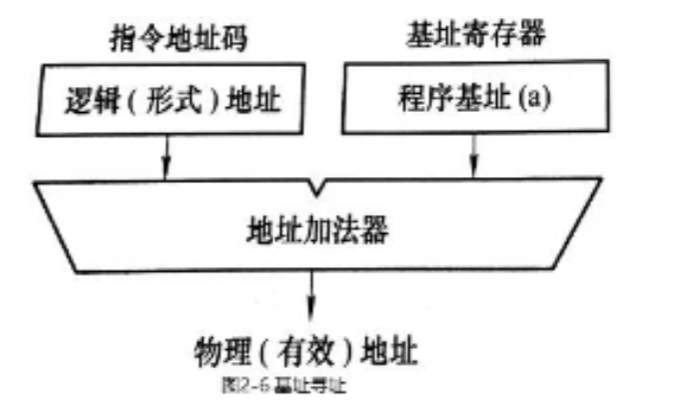 指令地址码
基址寄存器
逻辑(形式)地址
程序基址(a)
地址加法器
物理(有效)地址
图2-6基址寻址